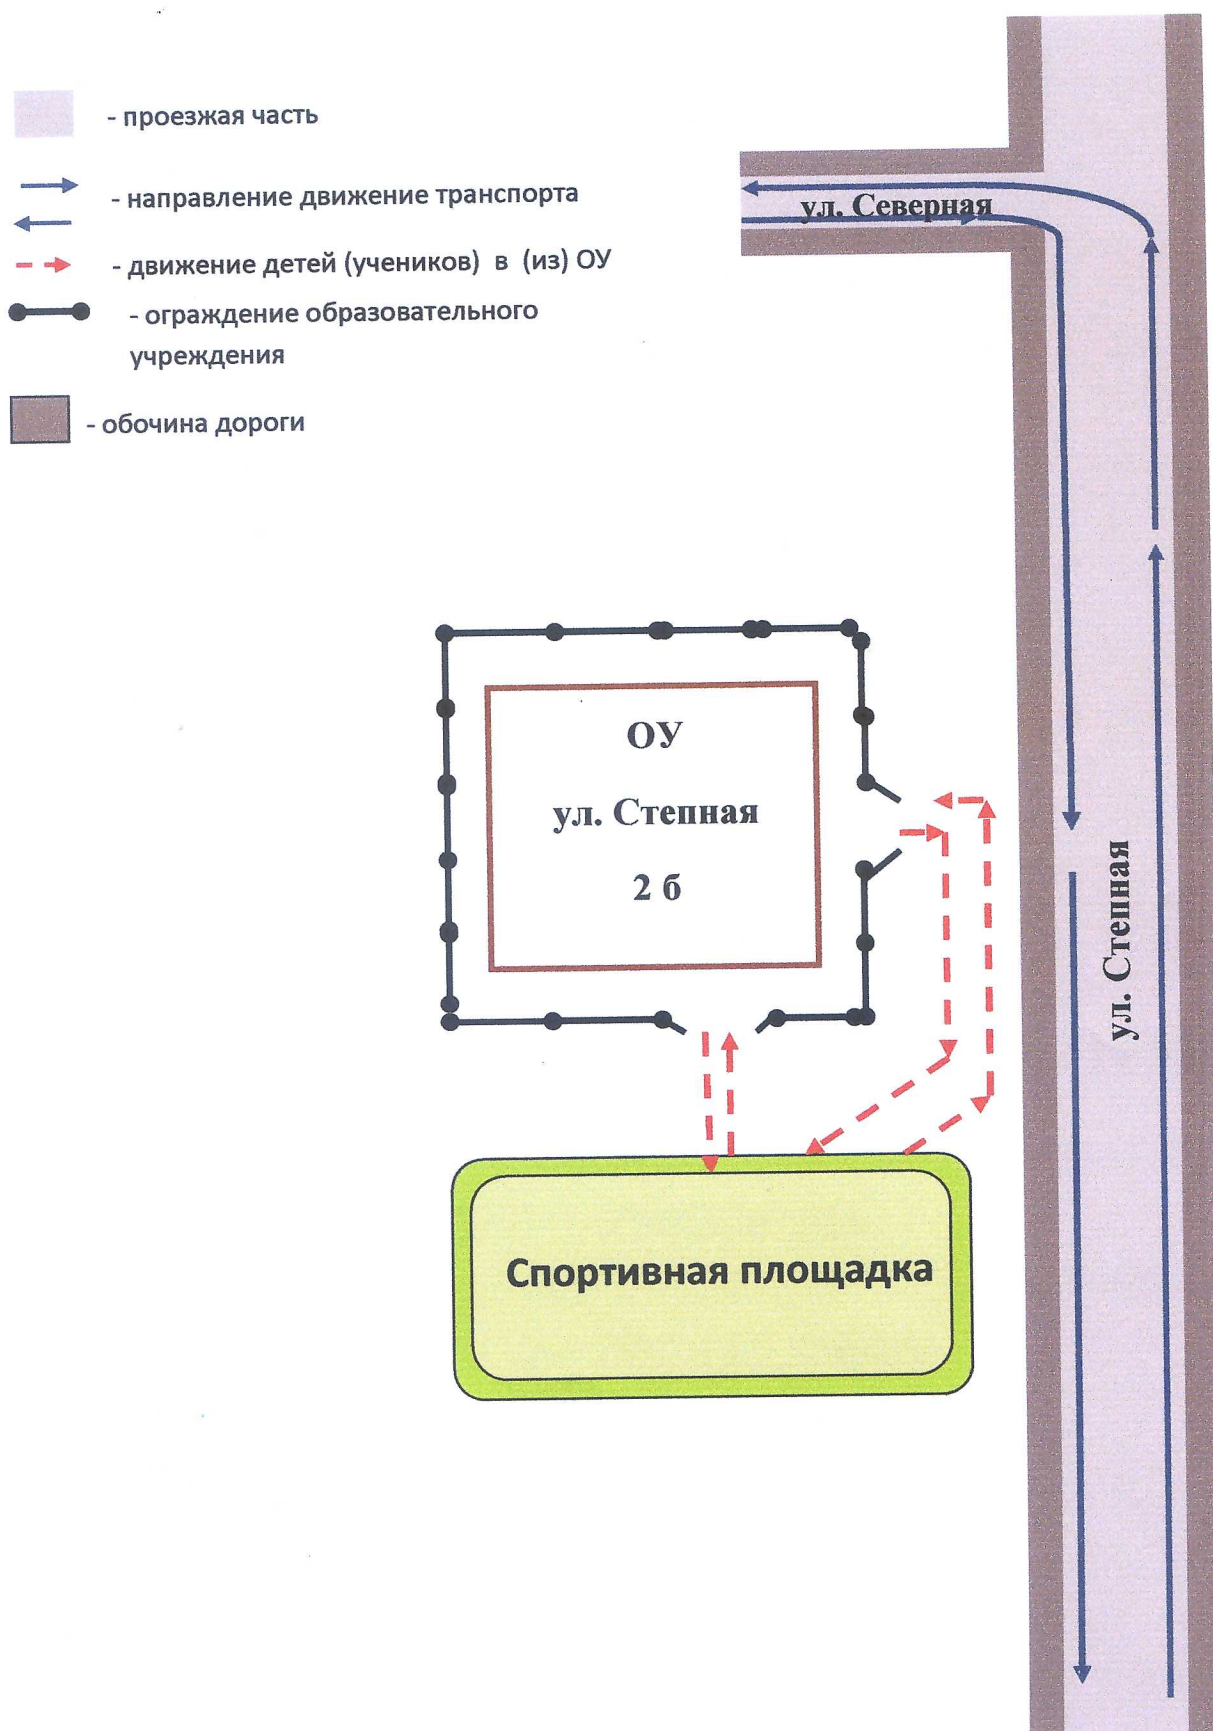 - проезжая часть
- направление движение транспорта
- движение детей (учеников) в (из) ОУ
- ограждение образовательного
учреждения
- обочина дороги
ул. Северная
ОУ
ул. Степная
2 б
ул. Степная
Спортивная площадка